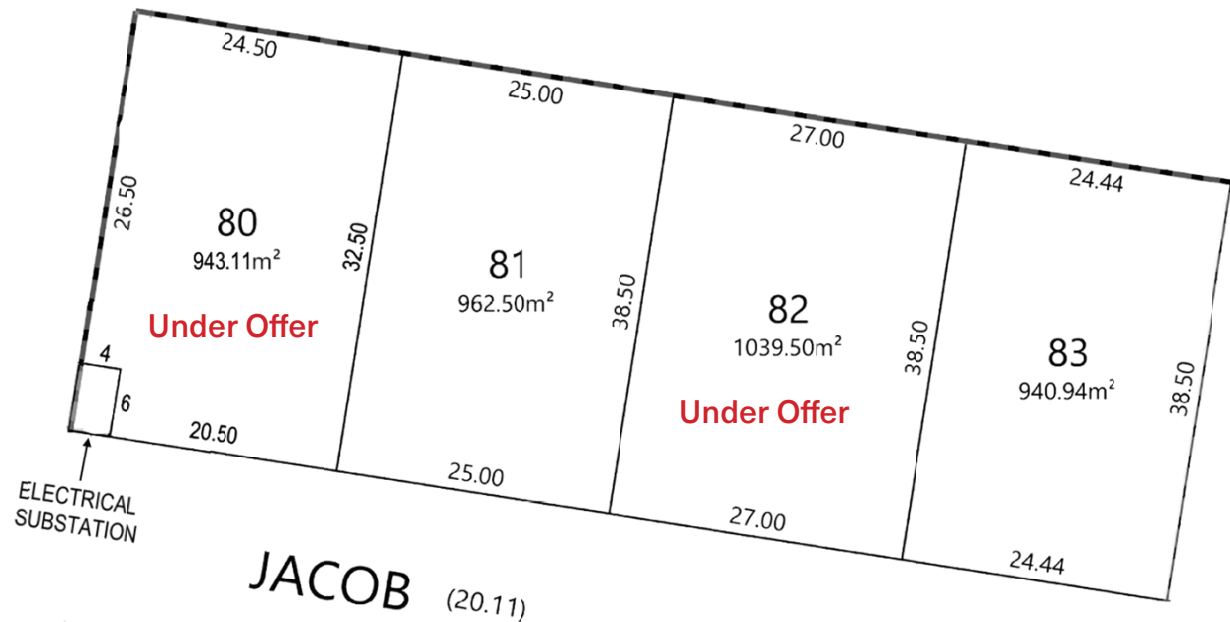 24.50
25.00
27.00
24.44
26.50
80
943.11m²
Under Offer
32.50
81
962.50m²
38.50
82
1039.50m²
Under Offer
38.50
83
940.94m²
38.50
4
6
20.50
25.00
27.00
24.44
ELECTRICAL
SUBSTATION
JACOB (20.11)